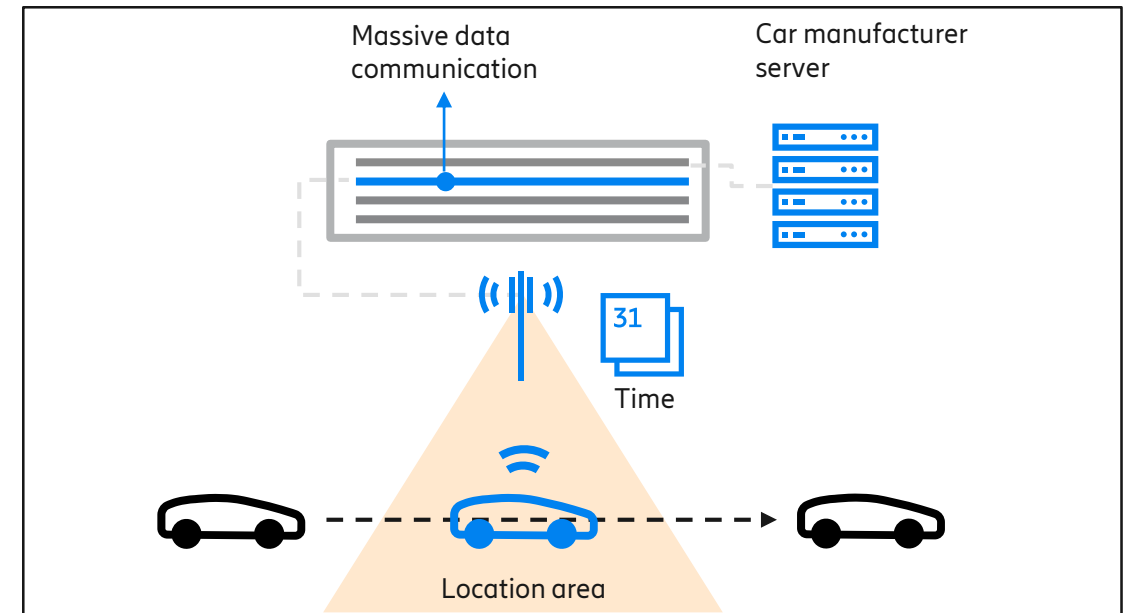 Massive data
communication
Car manufacturer
server
31
Time
Location area